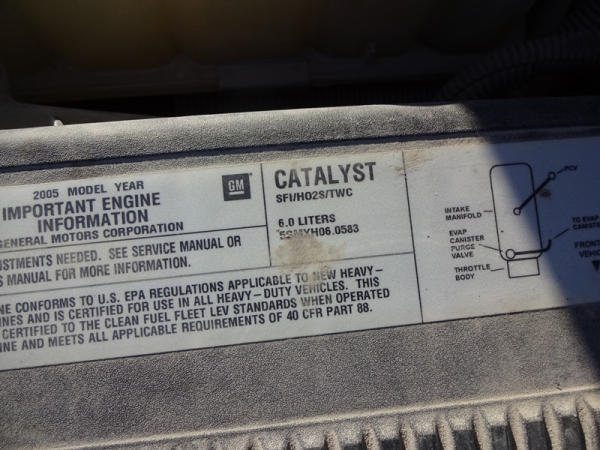 2005 MODEL YEAR
IMPORTANT ENGINE
INFORMATION
GENERAL MOTORS CORPORATION
GM
CATALYST
SFI/HO2S/TWC
6.0 LITERS
5GMXH06.0583
NO ADJUSTMENTS NEEDED. SEE SERVICE MANUAL OR
MANUAL FOR MORE INFORMATION.
CONFORMS TO U.S. EPA REGULATIONS APPLICABLE TO NEW HEAVY-
AND IS CERTIFIED FOR USE IN ALL HEAVY-DUTY VEHICLES. THIS
CERTIFIED TO THE CLEAN FUEL FLEET LEV STANDARDS WHEN OPERATED
AND MEETS ALL APPLICABLE REQUIREMENTS OF 40 CFR PART 88.
PCV
INTAKE
MANIFOLD
EVAP
CANISTER
PURGE
VALVE
THROTTLE
BODY
TO EVAP
CANISTER